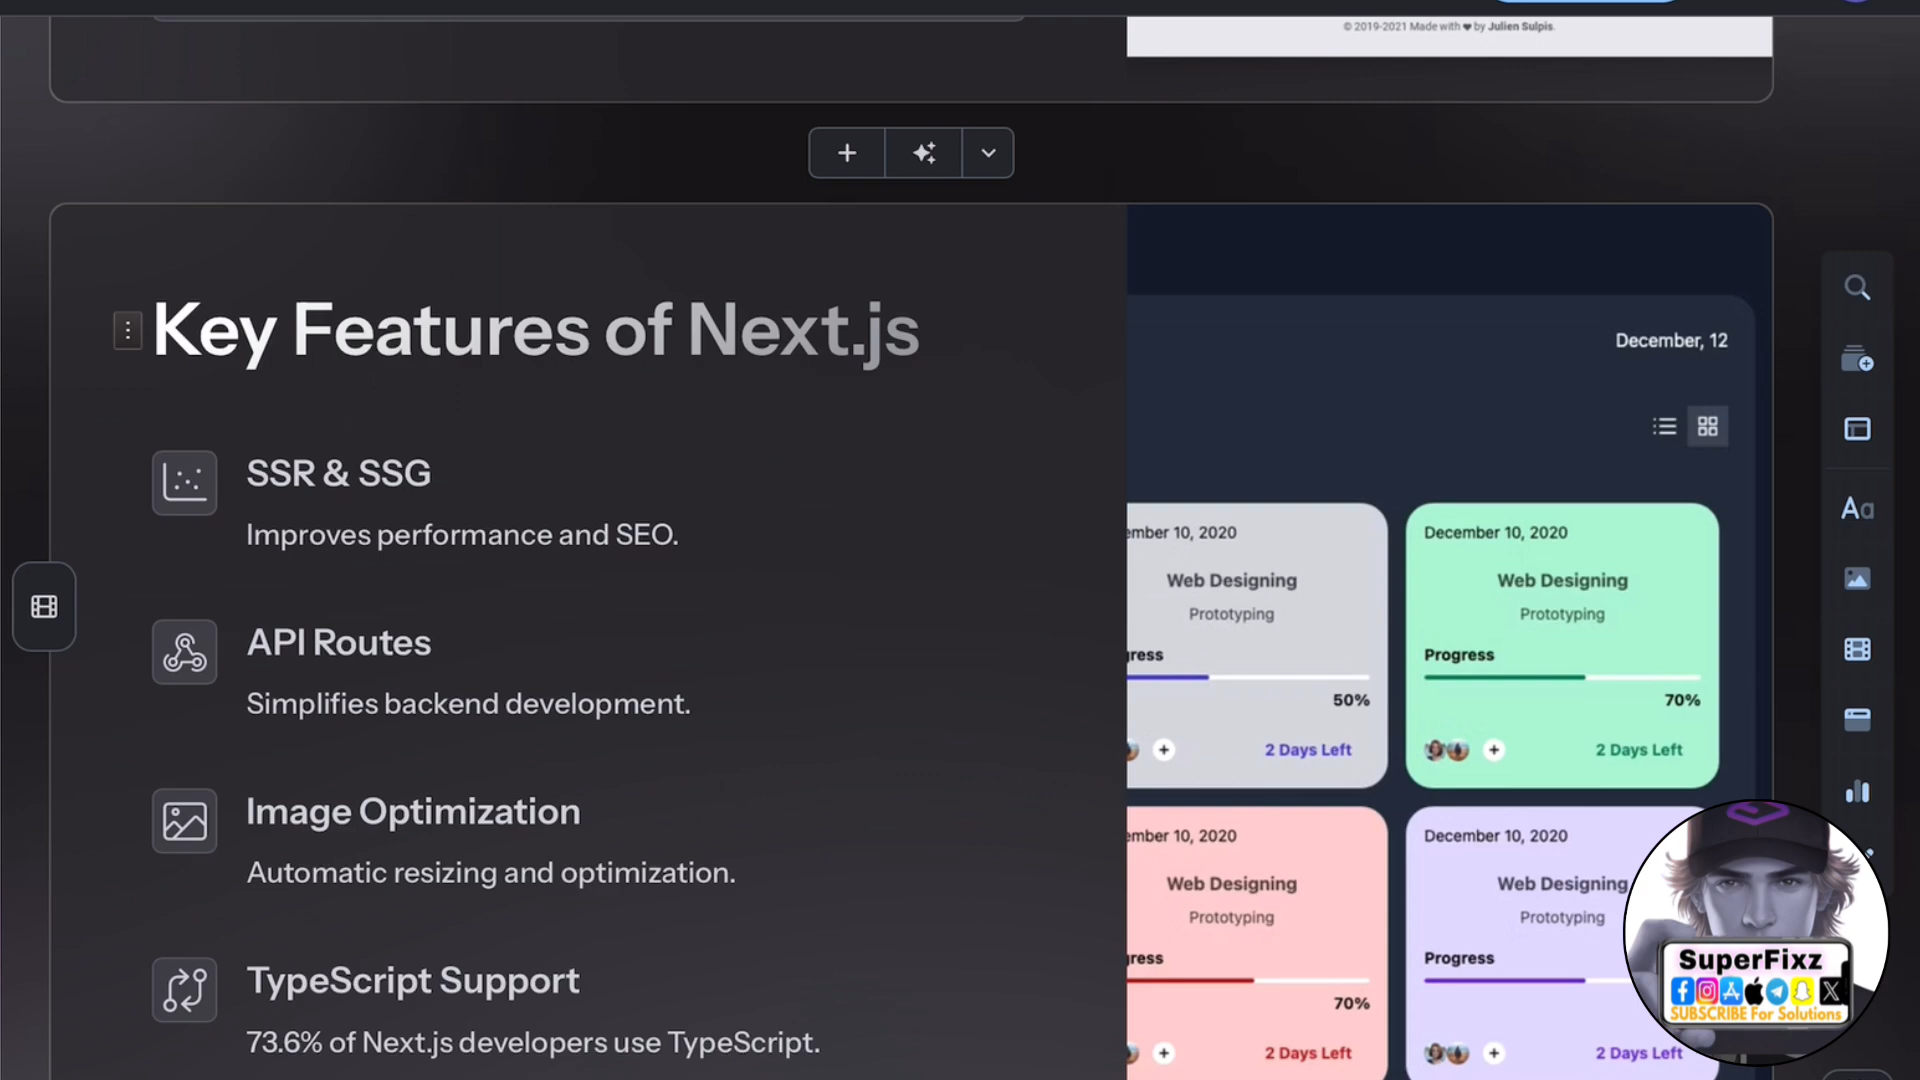 © 2019-2021 Made with ❤ by Julien Sulpis.
Key Features of Next.js
SSR & SSG
Improves performance and SEO.
API Routes
Simplifies backend development.
Image Optimization
Automatic resizing and optimization.
TypeScript Support
73.6% of Next.js developers use TypeScript.
December, 12
ember 10, 2020
Web Designing
Prototyping
gress
50%
2 Days Left
December 10, 2020
Web Designing
Prototyping
Progress
70%
2 Days Left
ember 10, 2020
Web Designing
Prototyping
gress
70%
2 Days Left
December 10, 2020
Web Designing
Prototyping
Progress
2 Days Left
Aa
SuperFixz
SUBSCRIBE For Solutions